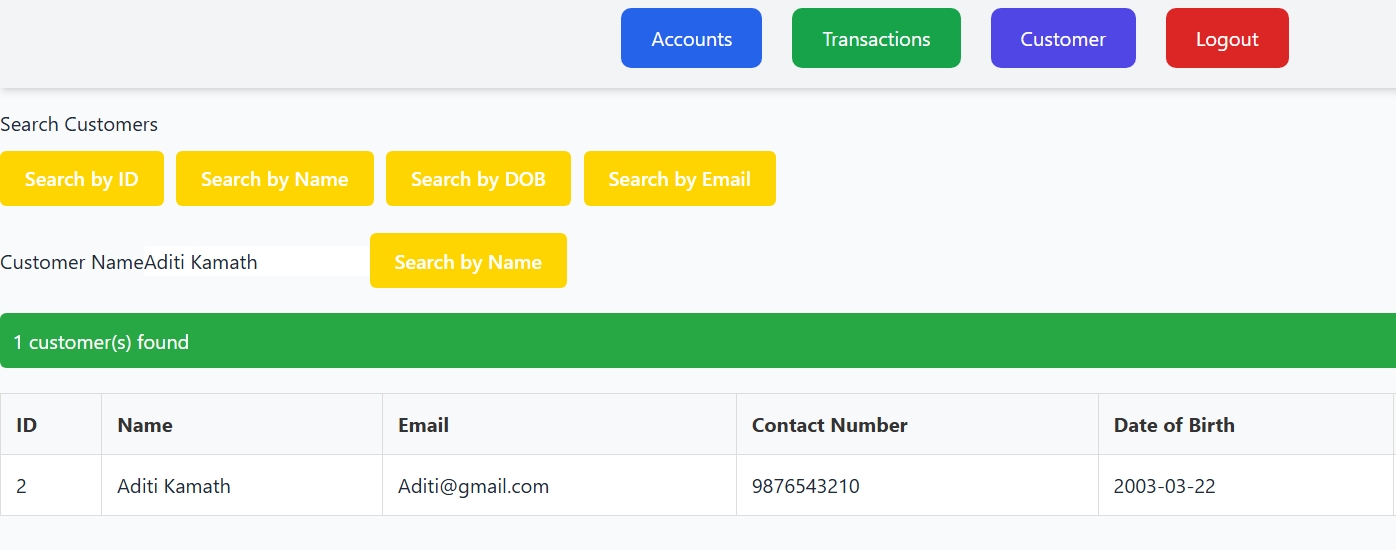 Accounts Transactions Customer Logout
Search Customers
Search by ID Search by Name Search by DOB Search by Email
Customer Name Aditi Kamath Search by Name
1 customer(s) found
ID Name Email Contact Number Date of Birth
2 Aditi Kamath Aditi@gmail.com 9876543210 2003-03-22